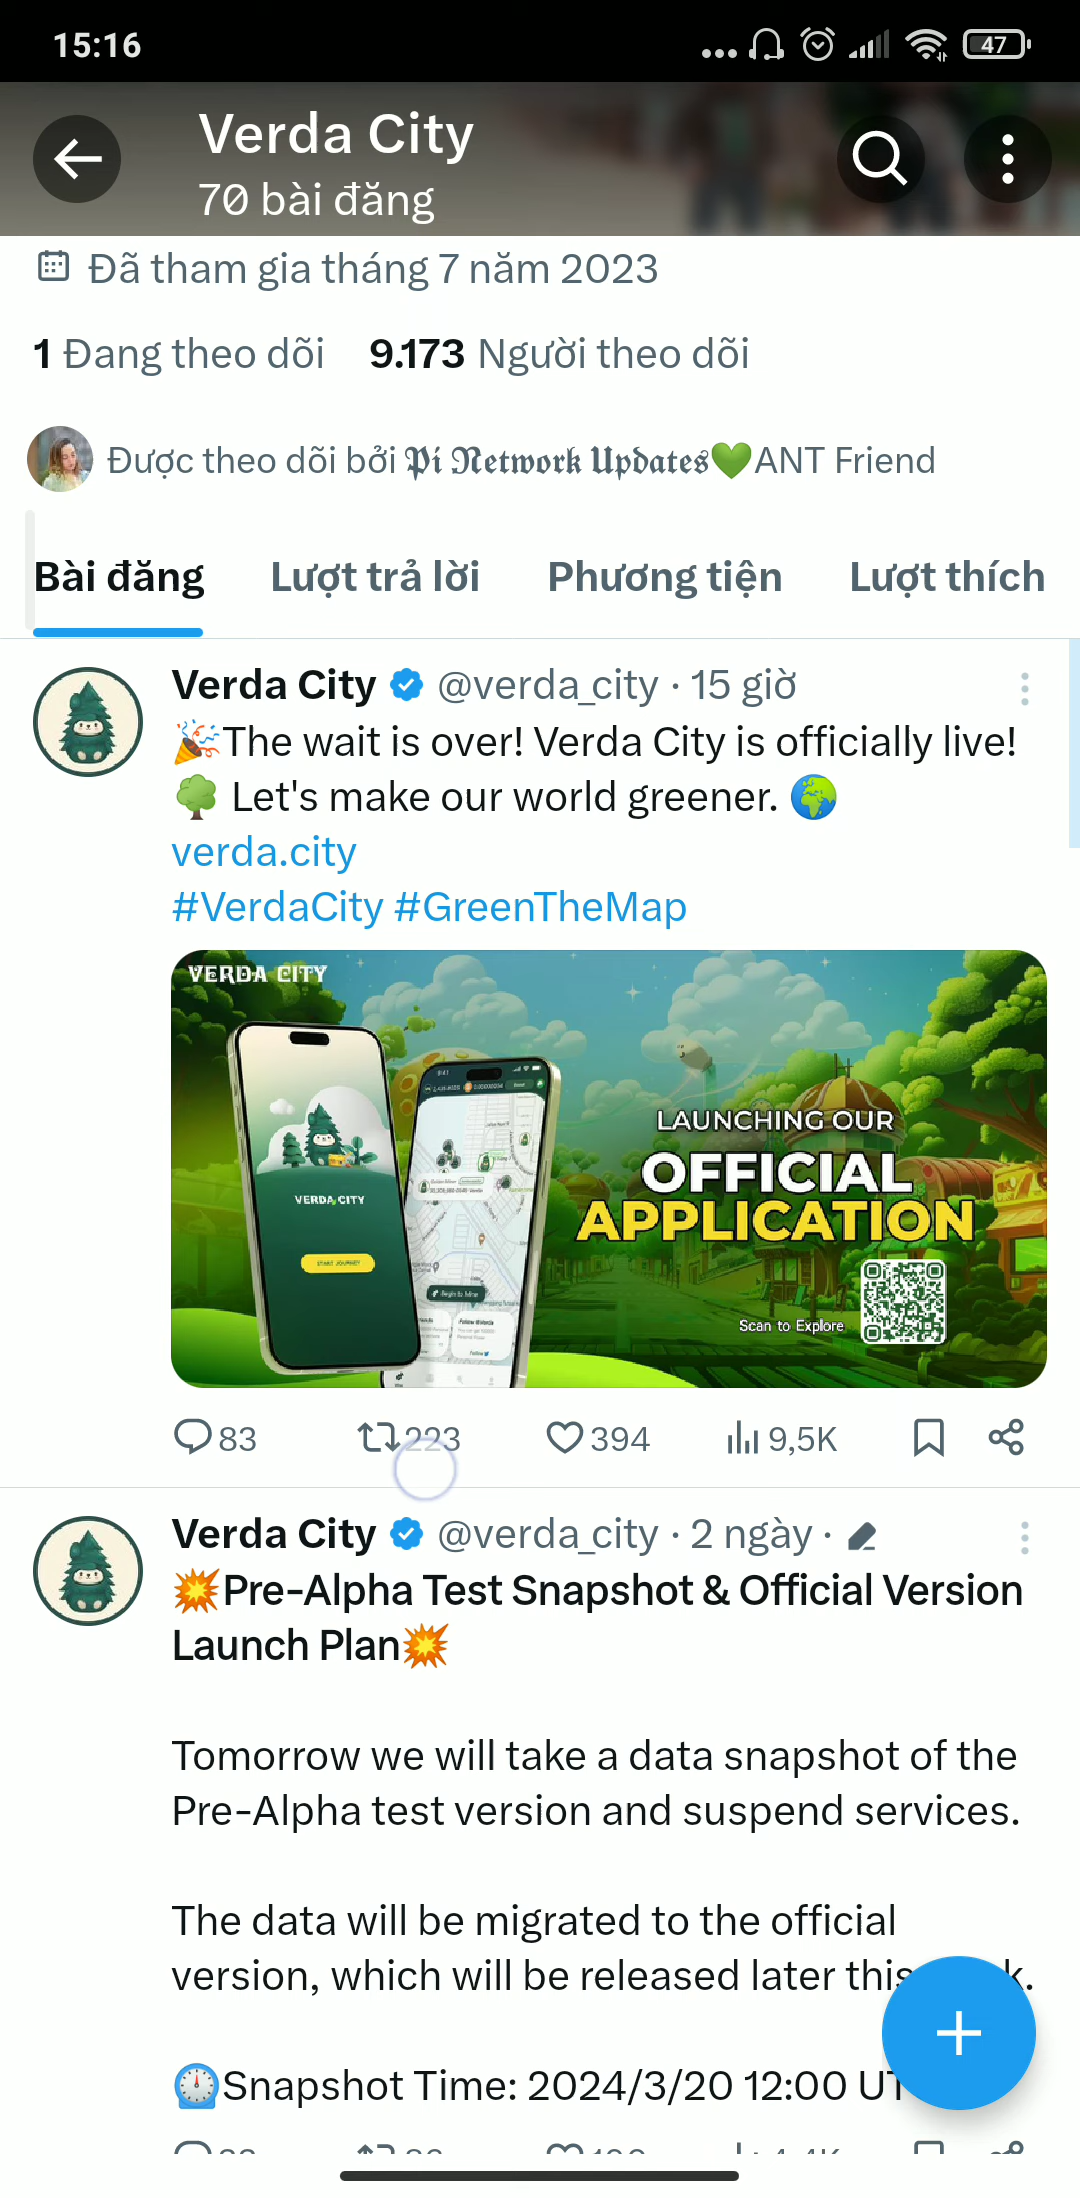 15:16
47
Verda City
70 bài đăng
Đã tham gia tháng 7 năm 2023
1 Đang theo dõi 9.173 Người theo dõi
Được theo dõi bởi 𝔓𝔦 𝔑𝔢𝔱𝔴𝔬𝔯𝔨 𝔘𝔭𝔡𝔞𝔱𝔢𝔰💚ANT Friend
Bài đăng Lượt trả lời Phương tiện Lượt thích
Verda City @verda_city · 15 giờ
🎉The wait is over! Verda City is officially live!
🌳 Let's make our world greener. 🌍
verda.city
#VerdaCity #GreenTheMap
VERDA CITY
LAUNCHING OUR
OFFICIAL
APPLICATION
Scan to Explore
VERDA CITY
START JOURNEY
Begin to Mine
83 223 394 9,5K
Verda City @verda_city · 2 ngày ·
💥Pre-Alpha Test Snapshot & Official Version
Launch Plan💥
Tomorrow we will take a data snapshot of the
Pre-Alpha test version and suspend services.
The data will be migrated to the official
version, which will be released later this
⏲️Snapshot Time: 2024/3/20 12:00